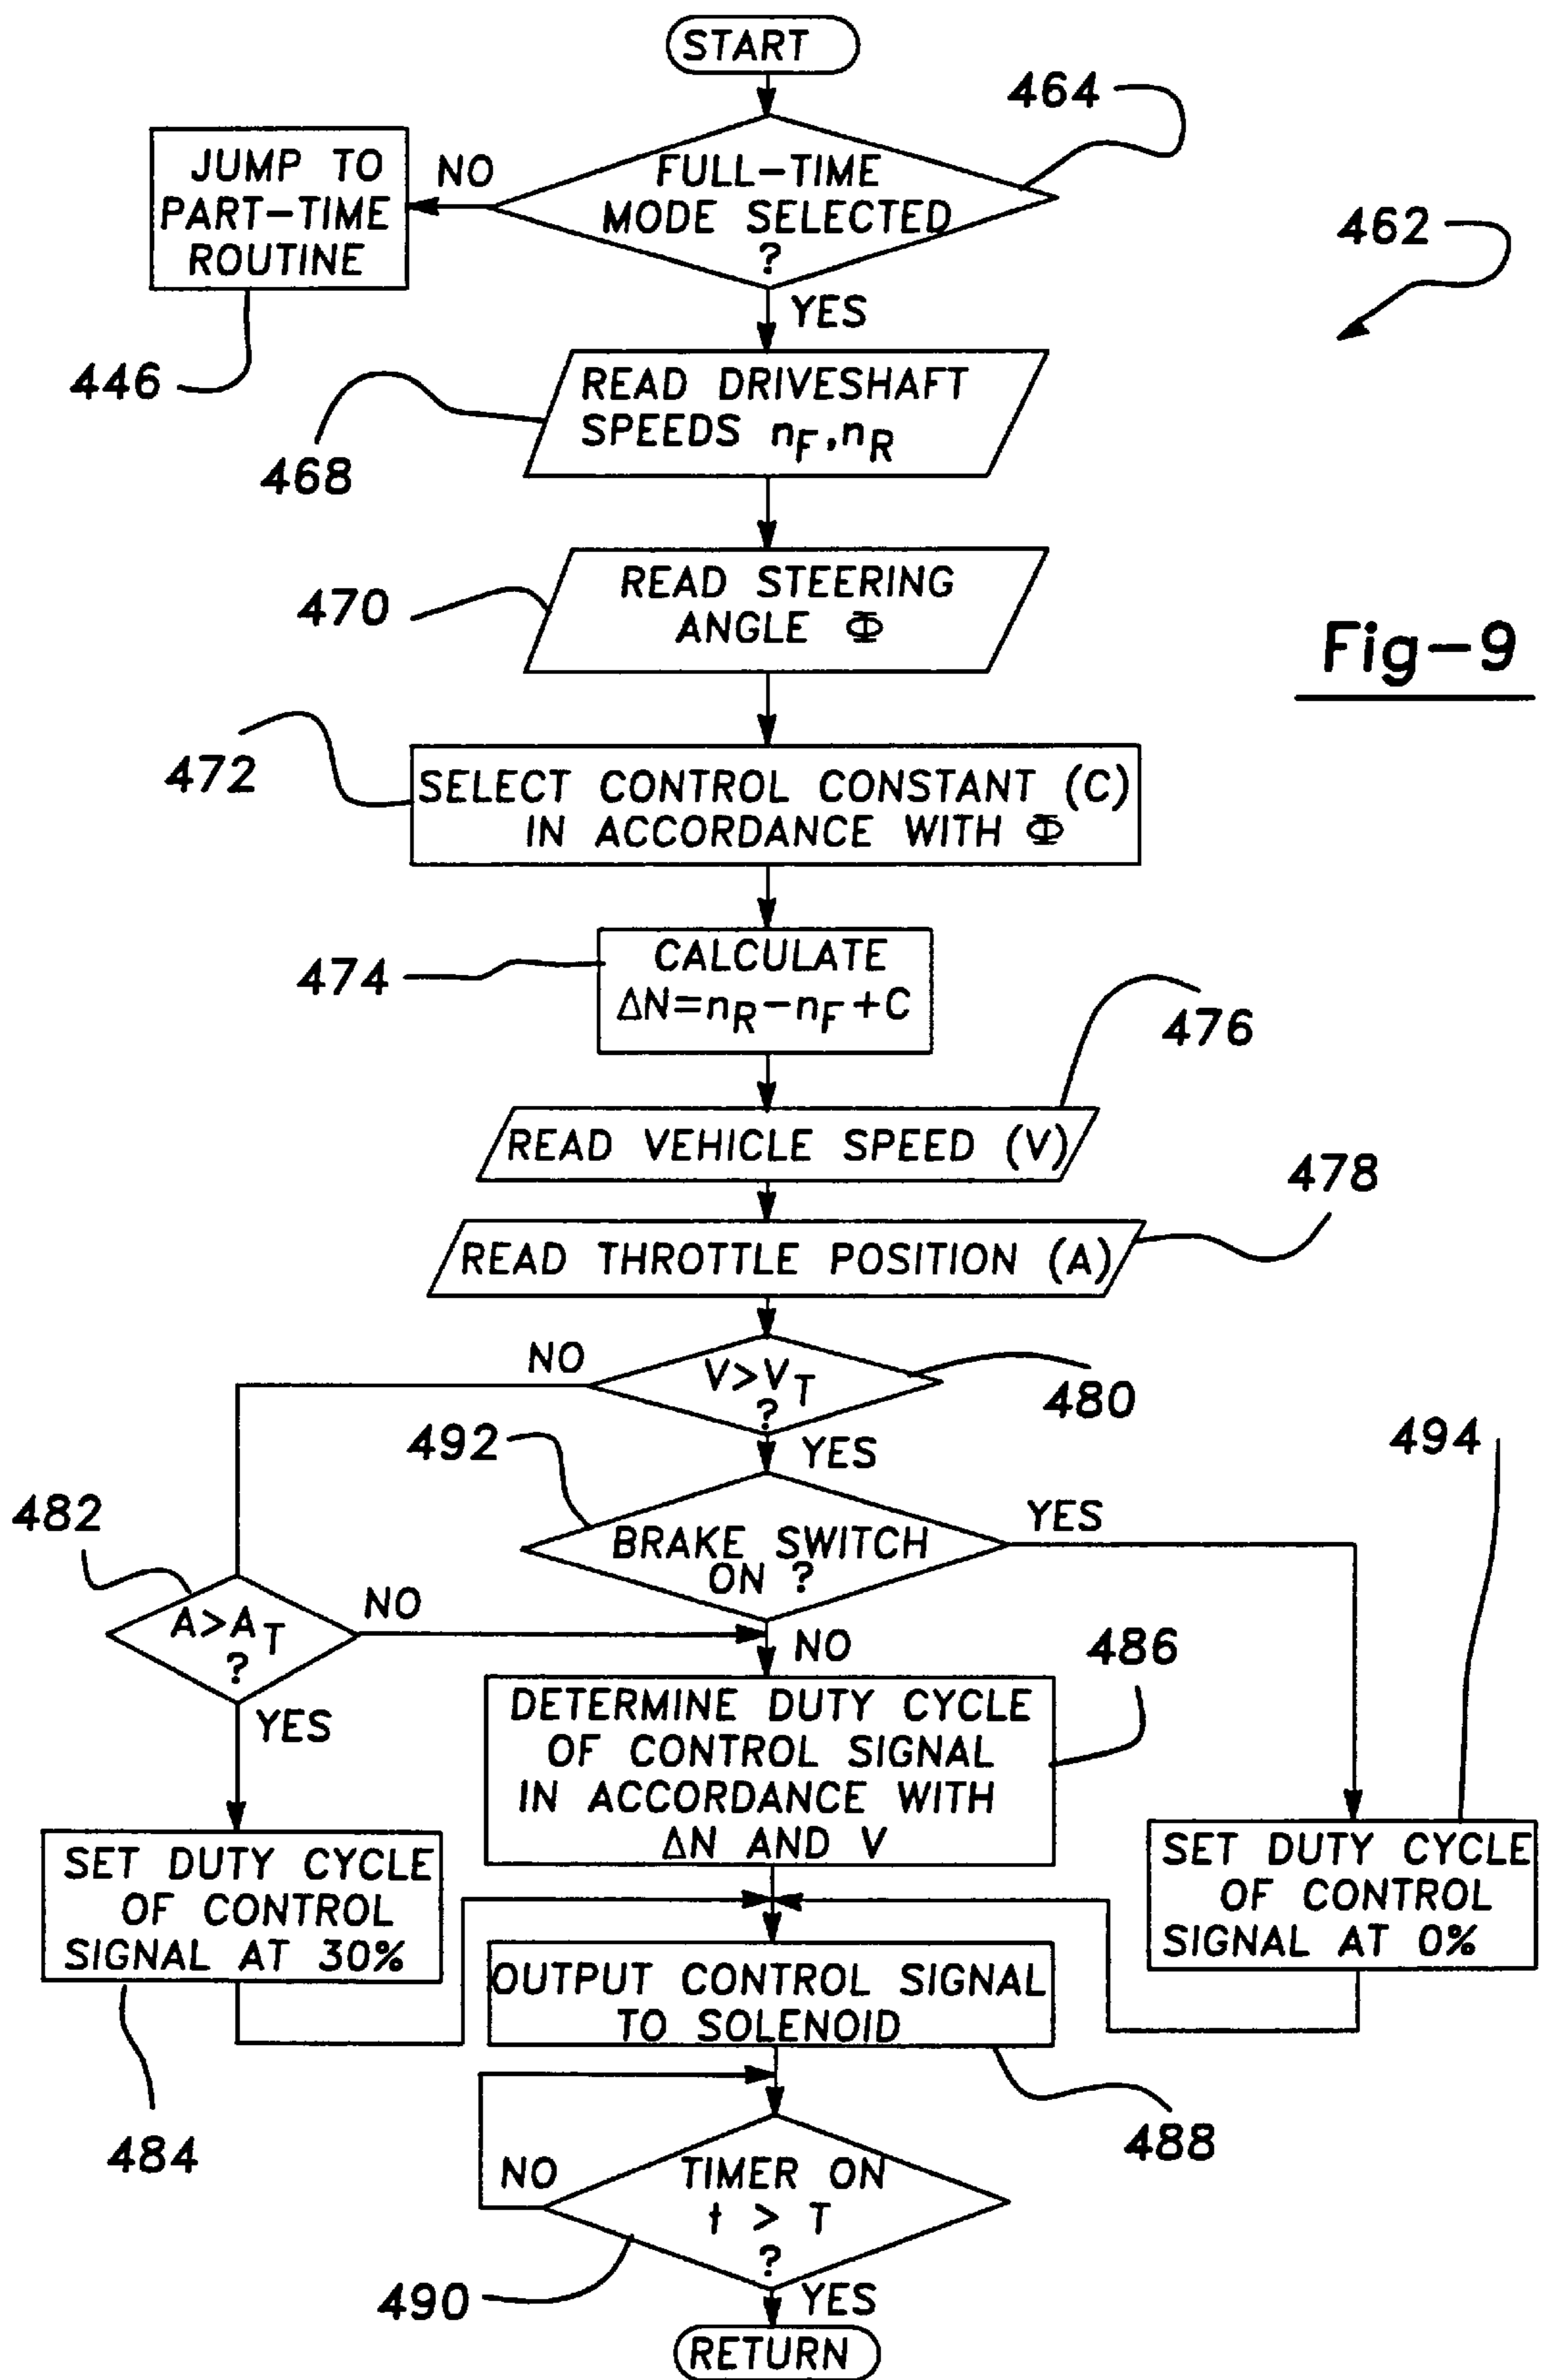 START
464
FULL-TIME
MODE SELECTED
?
NO
JUMP TO
PART-TIME
ROUTINE
446
462
YES
READ DRIVESHAFT
SPEEDS nF,nR
468
READ STEERING
ANGLE Φ
470
Fig-9
472
SELECT CONTROL CONSTANT (C)
IN ACCORDANCE WITH Φ
474
CALCULATE
ΔN=nR-nF+C
476
READ VEHICLE SPEED (V)
478
READ THROTTLE POSITION (A)
NO
V>VT
?
480
YES
492
494
482
BRAKE SWITCH
ON ?
YES
A>AT
?
NO
NO
YES
486
DETERMINE DUTY CYCLE
OF CONTROL SIGNAL
IN ACCORDANCE WITH
ΔN AND V
SET DUTY CYCLE
OF CONTROL
SIGNAL AT 30%
484
SET DUTY CYCLE
OF CONTROL
SIGNAL AT 0%
OUTPUT CONTROL SIGNAL
TO SOLENOID
488
NO
TIMER ON
t > T
?
490
YES
RETURN